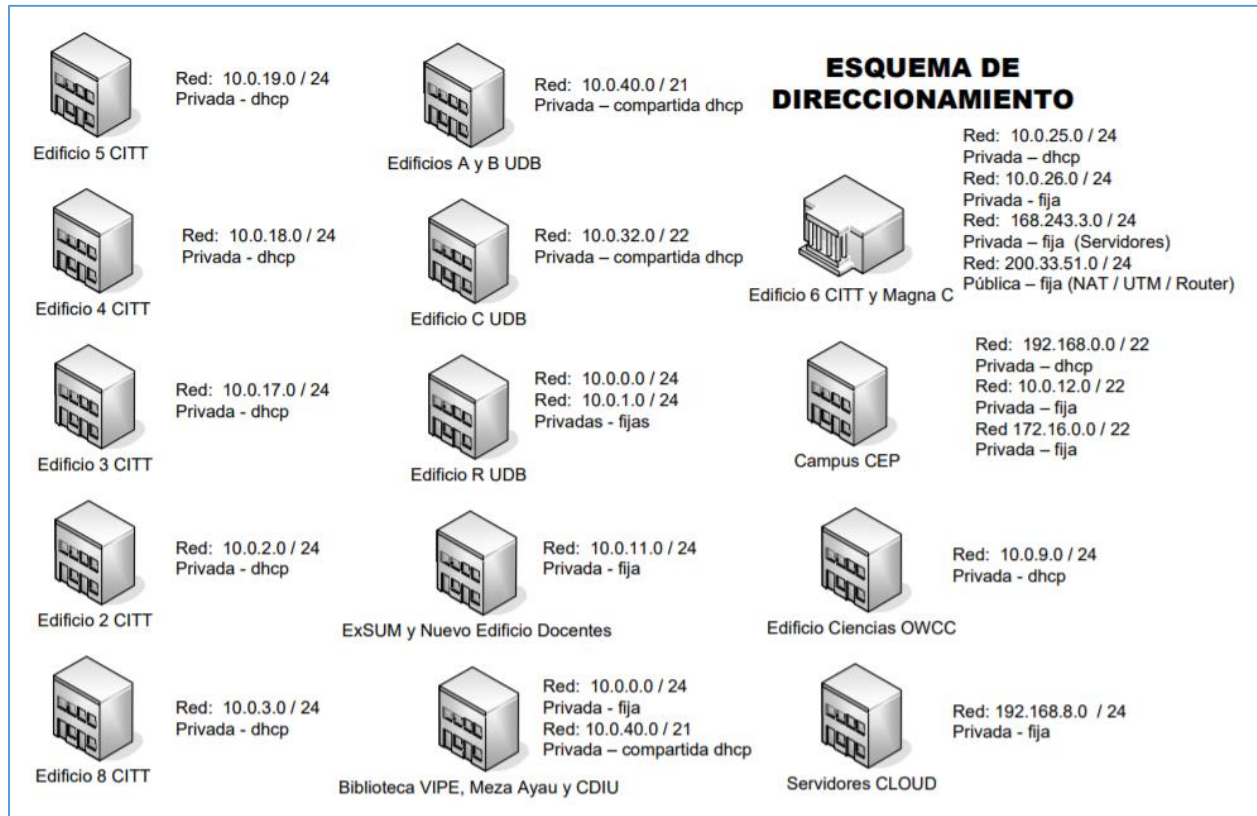 ESQUEMA DE
DIRECCIONAMIENTO
Red: 10.0.19.0 / 24
Privada - dhcp
Edificio 5 CITT
Red: 10.0.18.0 / 24
Privada - dhcp
Edificio 4 CITT
Red: 10.0.17.0 / 24
Privada - dhcp
Edificio 3 CITT
Red: 10.0.2.0 / 24
Privada - dhcp
Edificio 2 CITT
Red: 10.0.3.0 / 24
Privada - dhcp
Edificio 8 CITT
Red: 10.0.40.0 / 21
Privada – compartida dhcp
Edificios A y B UDB
Red: 10.0.32.0 / 22
Privada – compartida dhcp
Edificio C UDB
Red: 10.0.0.0 / 24
Red: 10.0.1.0 / 24
Privadas - fijas
Edificio R UDB
Red: 10.0.11.0 / 24
Privada - fija
ExSUM y Nuevo Edificio Docentes
Red: 10.0.0.0 / 24
Privada - fija
Red: 10.0.40.0 / 21
Privada – compartida dhcp
Biblioteca VIPE, Meza Ayau y CDIU
Red: 10.0.25.0 / 24
Privada – dhcp
Red: 10.0.26.0 / 24
Privada - fija
Red: 168.243.3.0 / 24
Privada – fija (Servidores)
Red: 200.33.51.0 / 24
Pública – fija (NAT / UTM / Router)
Edificio 6 CITT y Magna C
Red: 192.168.0.0 / 22
Privada – dhcp
Red: 10.0.12.0 / 22
Privada – fija
Red 172.16.0.0 / 22
Privada – fija
Campus CEP
Red: 10.0.9.0 / 24
Privada - dhcp
Edificio Ciencias OWCC
Red: 192.168.8.0 / 24
Privada - fija
Servidores CLOUD